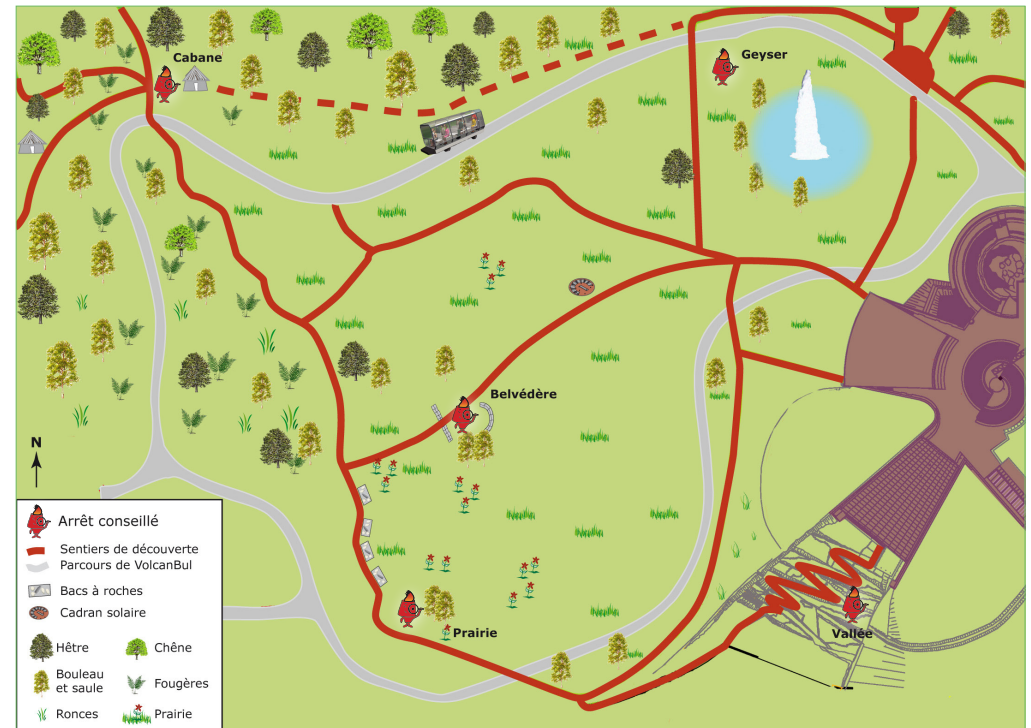 Cabane
Geyser
Belvédère
N
Arrêt conseillé
Sentiers de découverte
Parcours de VolcanBul
Bacs à roches
Cadran solaire
Hêtre
Chêne
Bouleau
et saule
Fougères
Ronces
Prairie
Prairie
Vallée